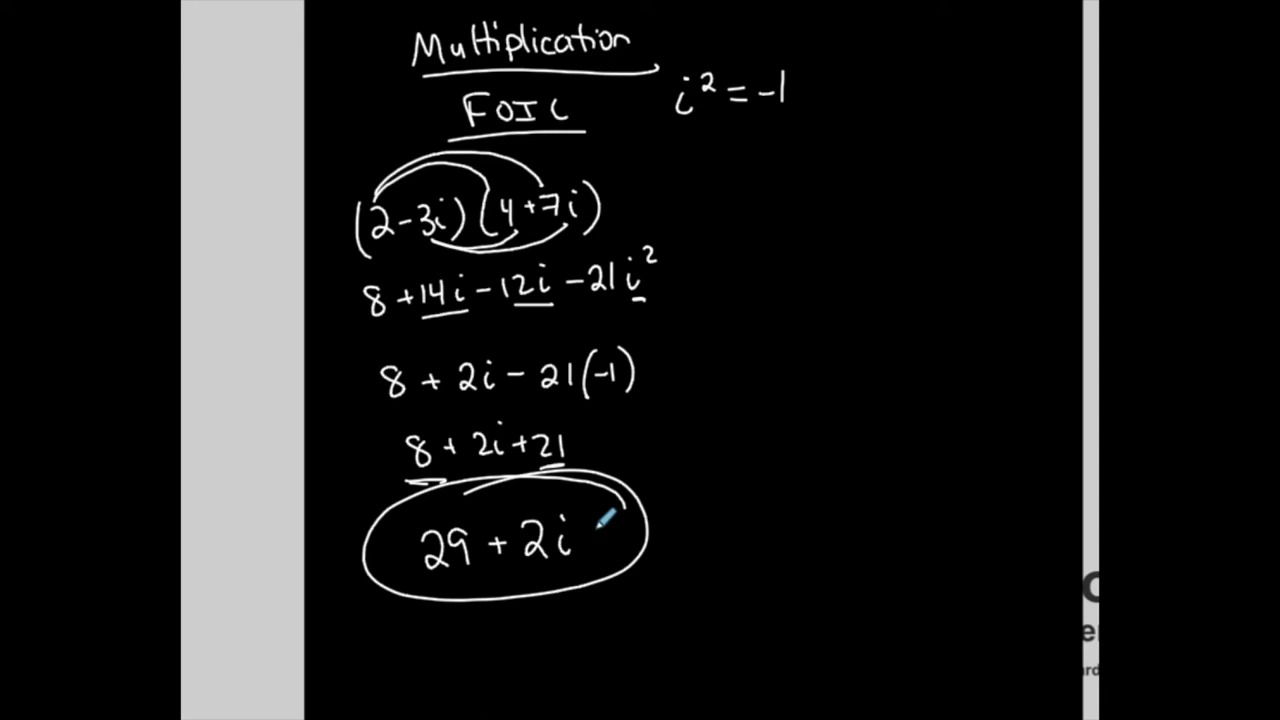 Multiplication
FOIL
i² = -1
(2-3i)(4+7i)
8 +14i -12i -21i²
8 + 2i - 21(-1)
8 + 2i + 21
29 + 2i